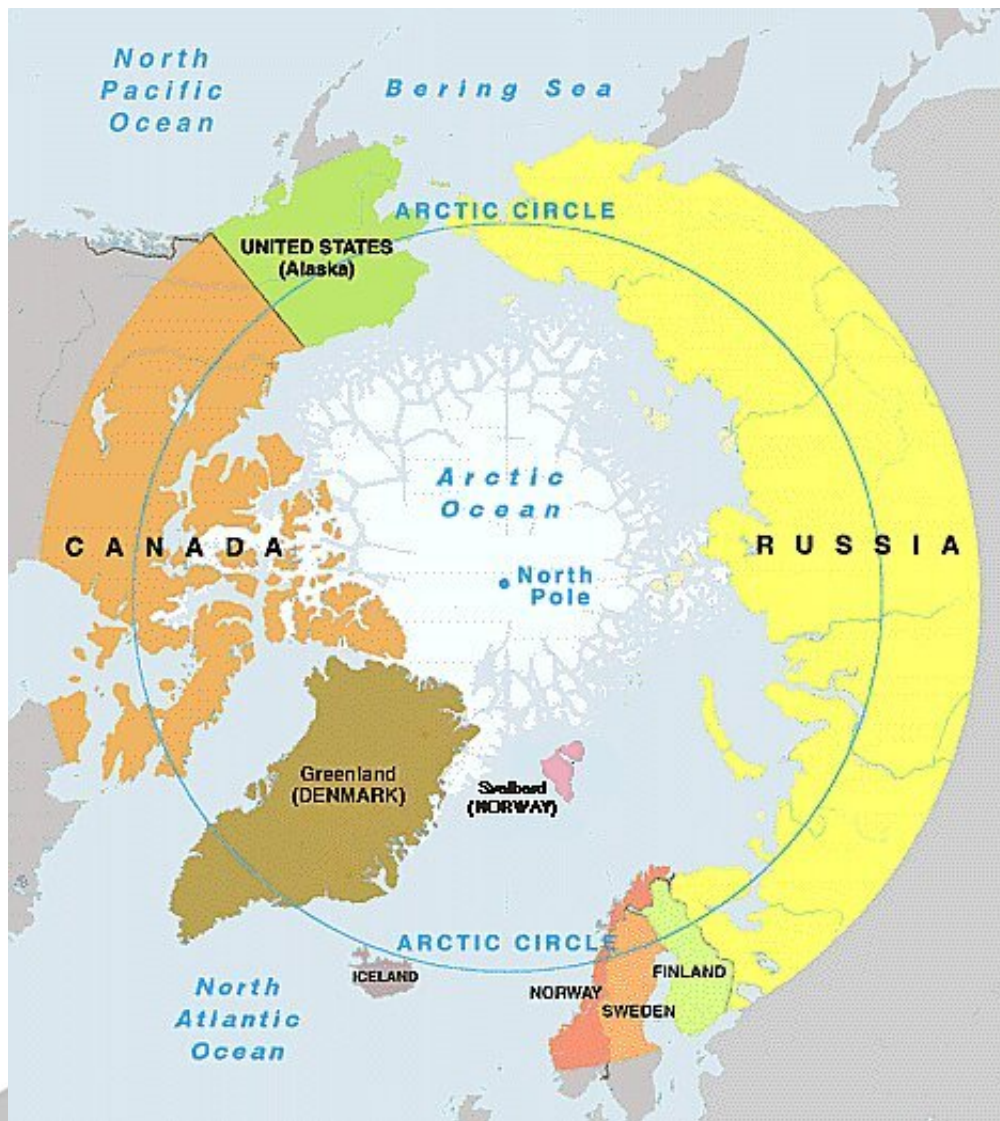 North
Pacific
Ocean
Bering Sea
ARCTIC CIRCLE
UNITED STATES
(Alaska)
Arctic
Ocean
CANADA
RUSSIA
North
Pole
Greenland
(DENMARK)
Svalbard
(NORWAY)
ARCTIC CIRCLE
ICELAND
FINLAND
NORWAY
SWEDEN
North
Atlantic
Ocean